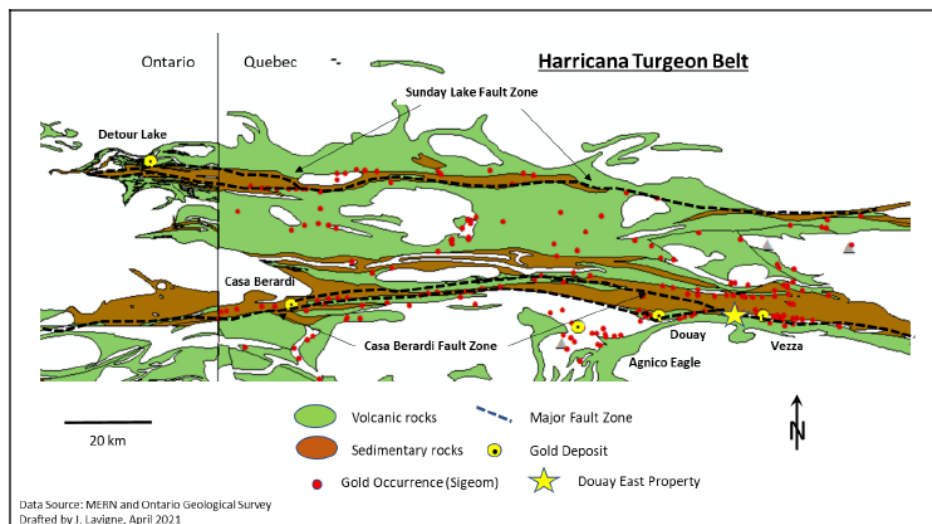 Harricana Turgeon Belt
Ontario
Quebec
Sunday Lake Fault Zone
Detour Lake
Casa Berardi
Casa Berardi Fault Zone
Douay
Vezza
Agnico Eagle
20 km
N
Volcanic rocks
Major Fault Zone
Sedimentary rocks
Gold Deposit
Gold Occurrence (Sigeom)
Douay East Property
Data Source: MERN and Ontario Geological Survey
Drafted by J. Lavigne, April 2021